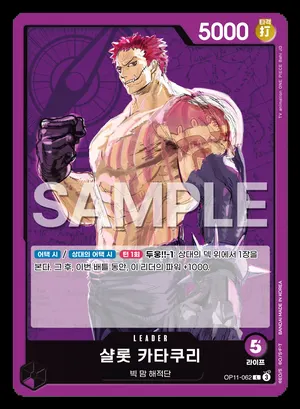 5000
타격
打
SAMPLE
어택 시 / 상대의 어택 시 턴 1회 두웅!!-1 상대의 덱 위에서 1장을
본다. 그 후, 이번 배틀 동안, 이 리더의 파워 +1000.
LEADER
샬롯 카타쿠리
빅 맘 해적단
5
라이프
OP11-062 L